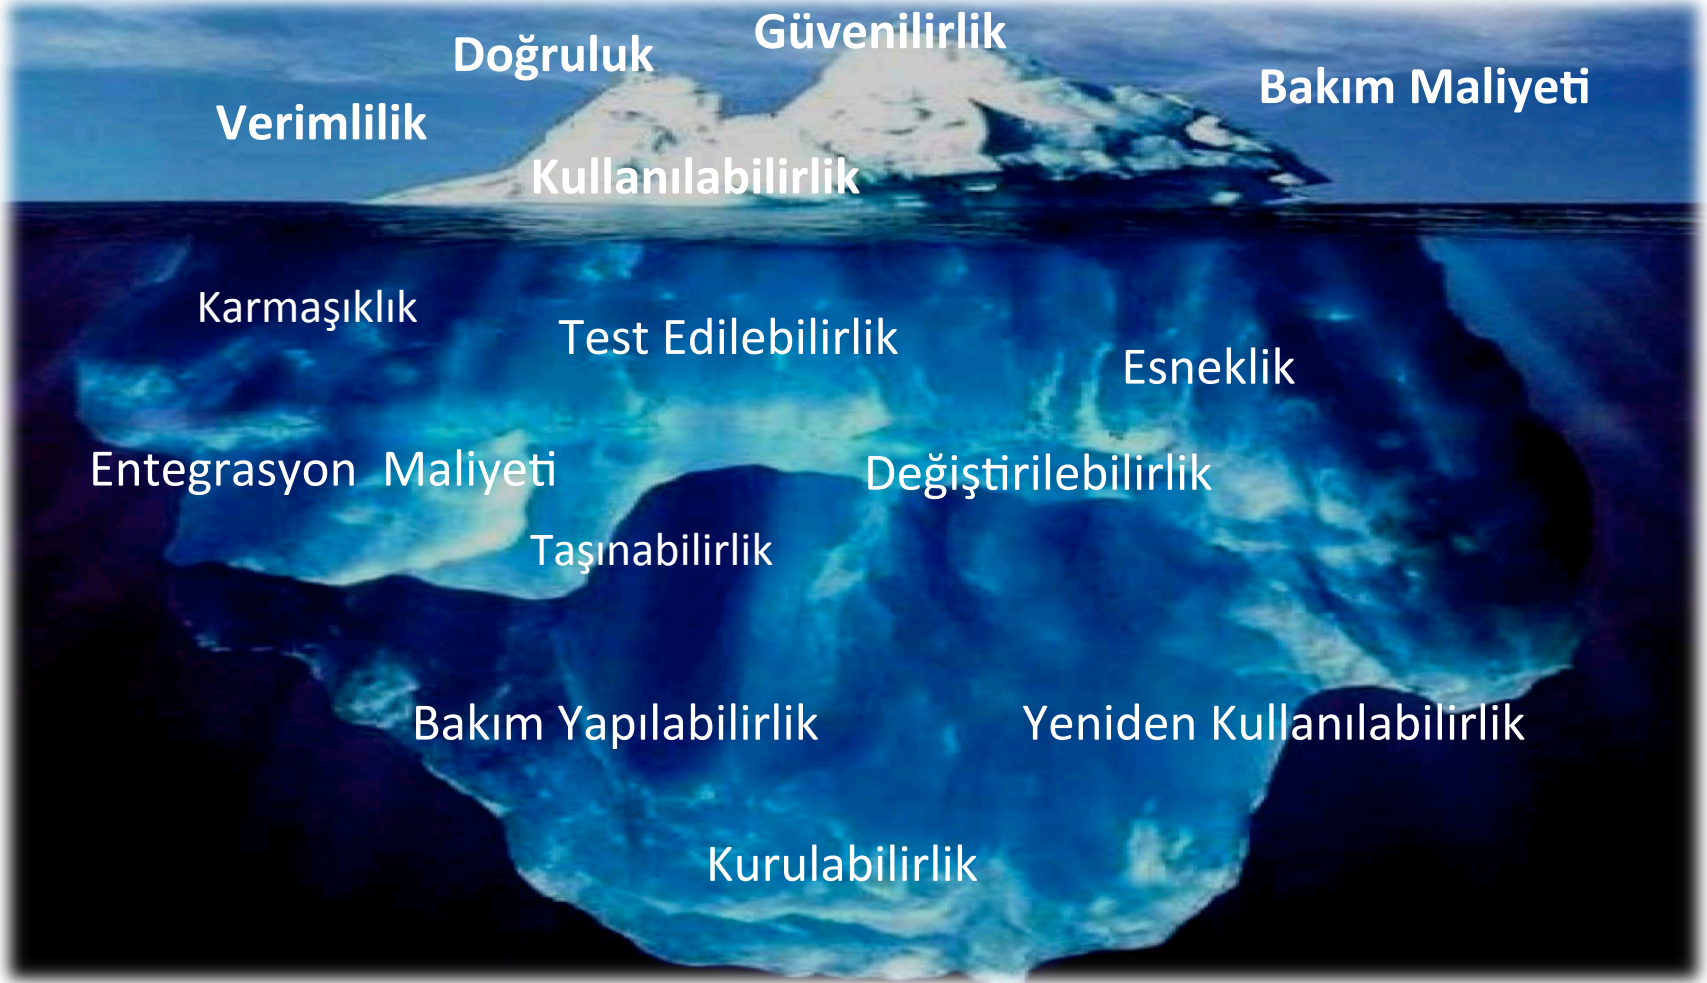 Güvenilirlik
Doğruluk
Bakım Maliyeti
Verimlilik
Kullanılabilirlik
Karmaşıklık
Test Edilebilirlik
Esneklik
Entegrasyon Maliyeti
Değiştirilebilirlik
Taşınabilirlik
Bakım Yapılabilirlik
Yeniden Kullanılabilirlik
Kurulabilirlik